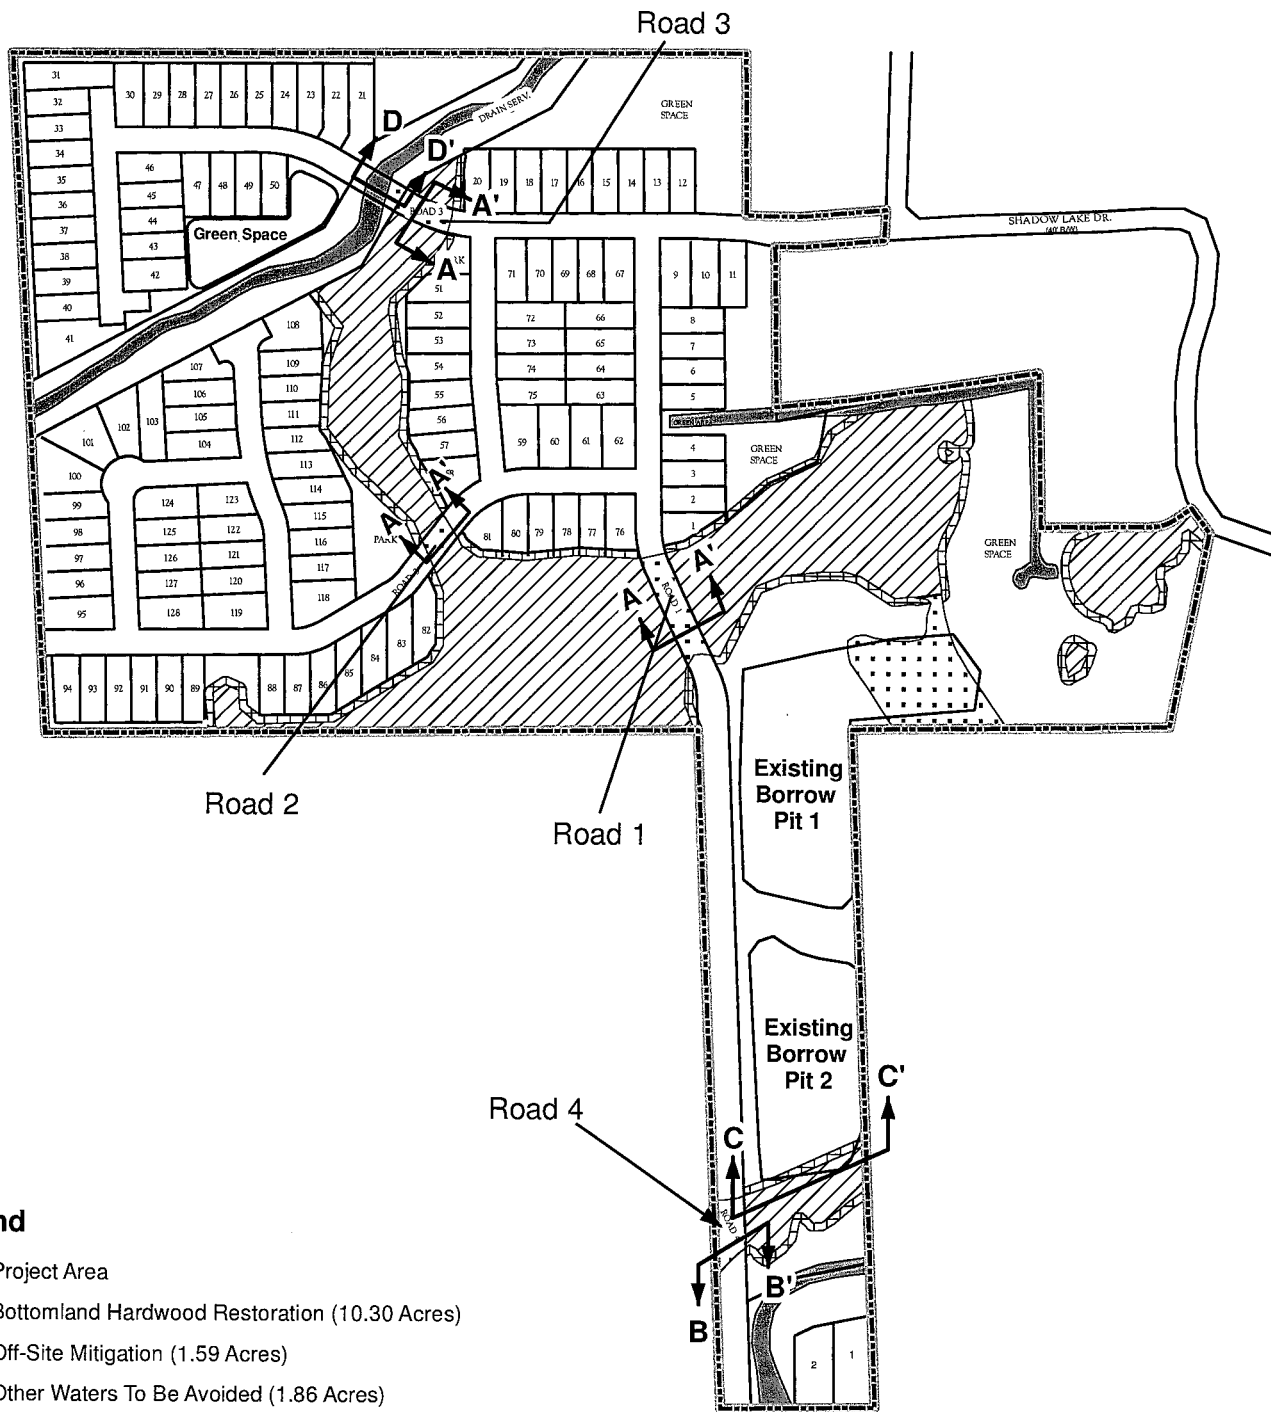 Road 3
31
32
33
34
35
36
37
38
39
40
41
30 29 28 27 26 25 24 23 22 21
D
DRAIN SERV.
GREEN
SPACE
D'
46
45
44
43
42
47 48 49 50
Green Space
20 19 18 17 16 15 14 13 12
A'
ROAD 3
A
SHADOW LAKE DR.
51
52
53
54
55
56
57
71 70 69 68 67
72 66
73 65
74 64
75 63
59 60 61 62
9 10 11
8
7
6
5
4
3
2
1
GREEN
SPACE
108
109
110
111
112
113
114
115
116
117
118
107
106
105
104
103
102
101
100
99
98
97
96
95
124 123
125 122
126 121
127 120
128 119
A'
A
PARK
81 80 79 78 77 76
A'
A
ROAD 1
GREEN
SPACE
94 93 92 91 90 89 88 87 86 85 84 83 82
Road 2
Road 1
Existing
Borrow
Pit 1
Existing
Borrow
Pit 2
C'
Road 4
C
B'
B
2 1
nd
Project Area
Bottomland Hardwood Restoration (10.30 Acres)
Off-Site Mitigation (1.59 Acres)
Other Waters To Be Avoided (1.86 Acres)